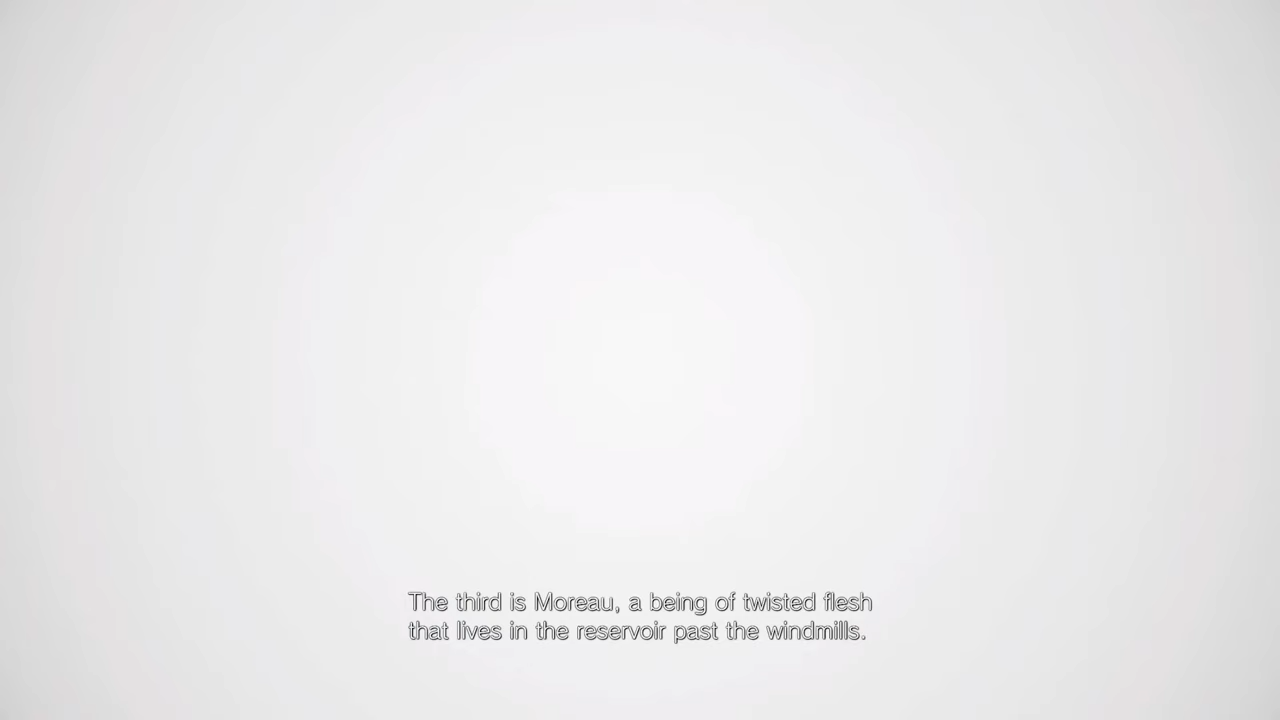 The third is Moreau, a being of twisted flesh
that lives in the reservoir past the windmills.